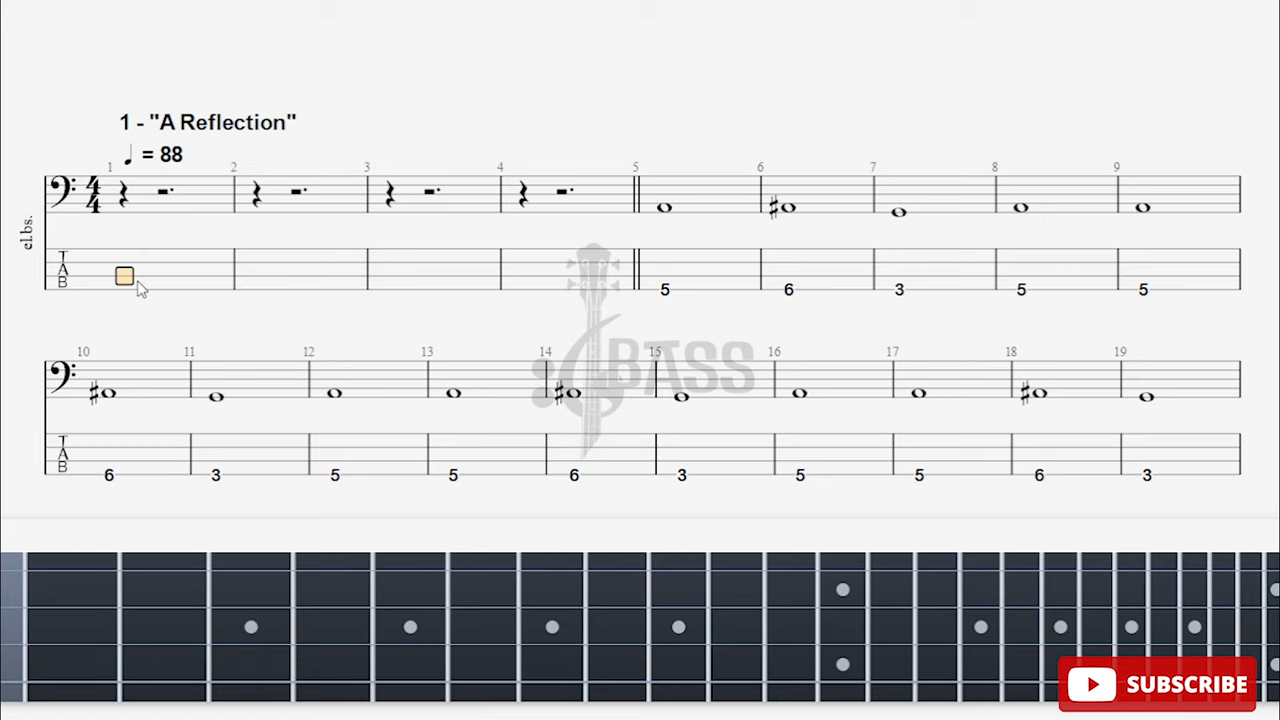 1 - "A Reflection"
= 88
1 2 3 4 5 6 7 8 9
4
4
el.bs.
T
A
B
5 6 3 5 5
10 11 12 13 14 15 16 17 18 19
BASS
T
A
B
6 3 5 5 6 3 5 5 6 3
SUBSCRIBE